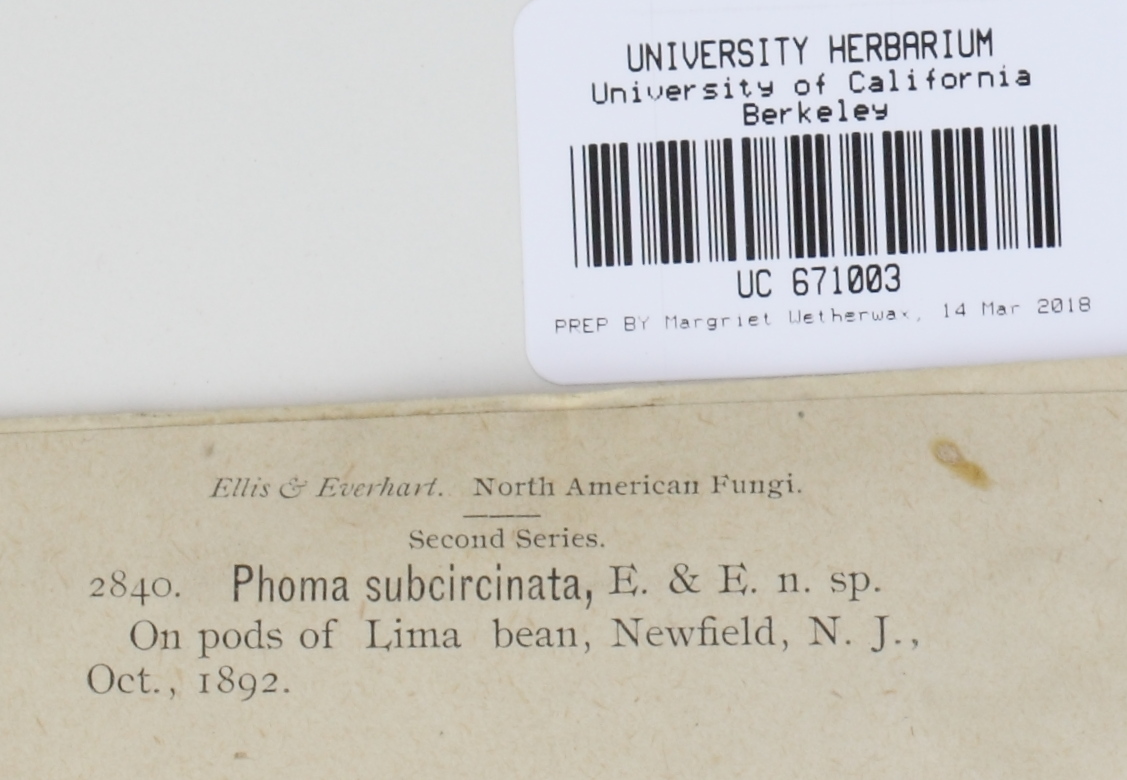 UNIVERSITY HERBARIUM
University of California
Berkeley
UC 671003
PREP BY Margriet Wetherwax, 14 Mar 2018
Ellis & Everhart. North American Fungi.
Second Series.
2840. Phoma subcircinata, E. & E. n. sp.
On pods of Lima bean, Newfield, N. J.,
Oct., 1892.